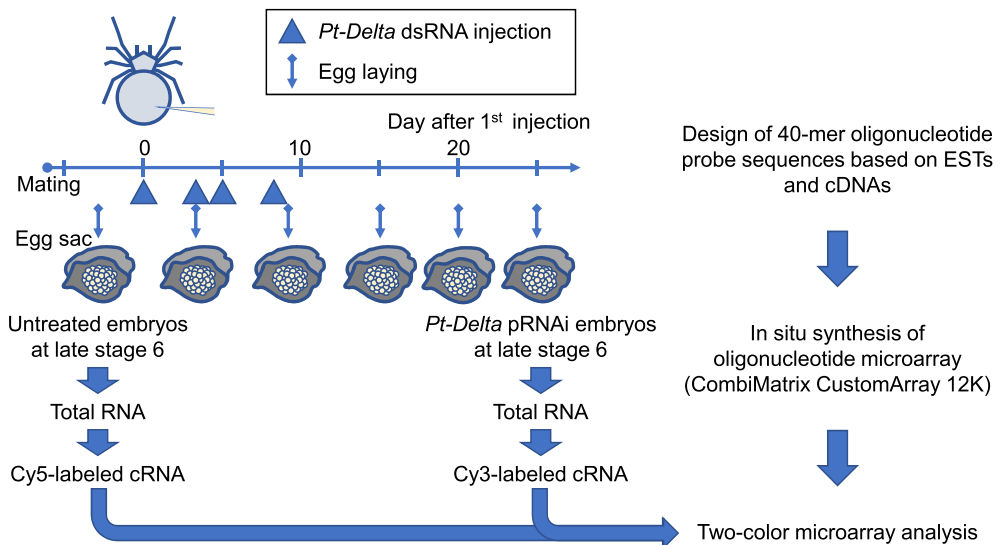 Pt-Delta dsRNA injection
Egg laying
Day after 1st injection
0
10
20
Mating
Egg sac
Untreated embryos
at late stage 6
Total RNA
Cy5-labeled cRNA
Pt-Delta pRNAi embryos
at late stage 6
Total RNA
Cy3-labeled cRNA
Design of 40-mer oligonucleotide
probe sequences based on ESTs
and cDNAs
In situ synthesis of
oligonucleotide microarray
(CombiMatrix CustomArray 12K)
Two-color microarray analysis